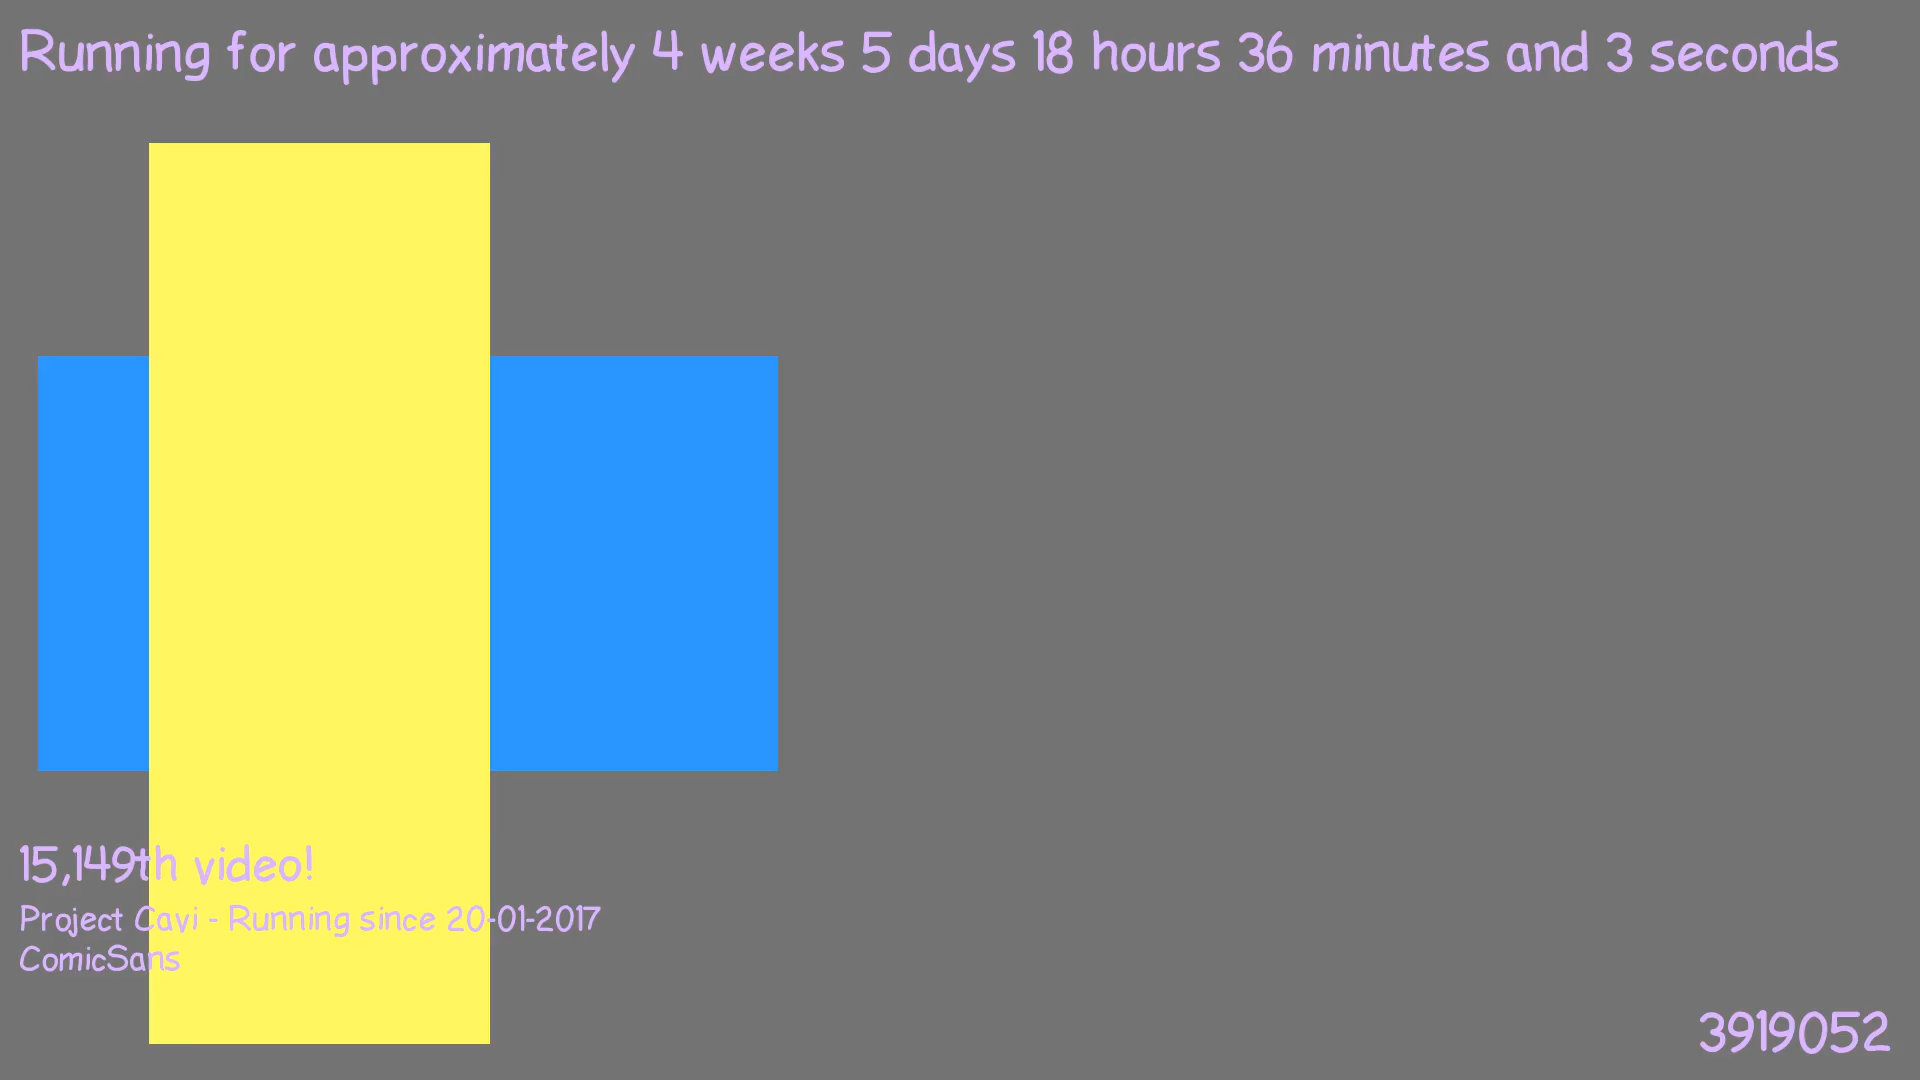 Running for approximately 4 weeks 5 days 18 hours 36 minutes and 3 seconds
15,149th video!
Project Cavi - Running since 20-01-2017
ComicSans
3919052